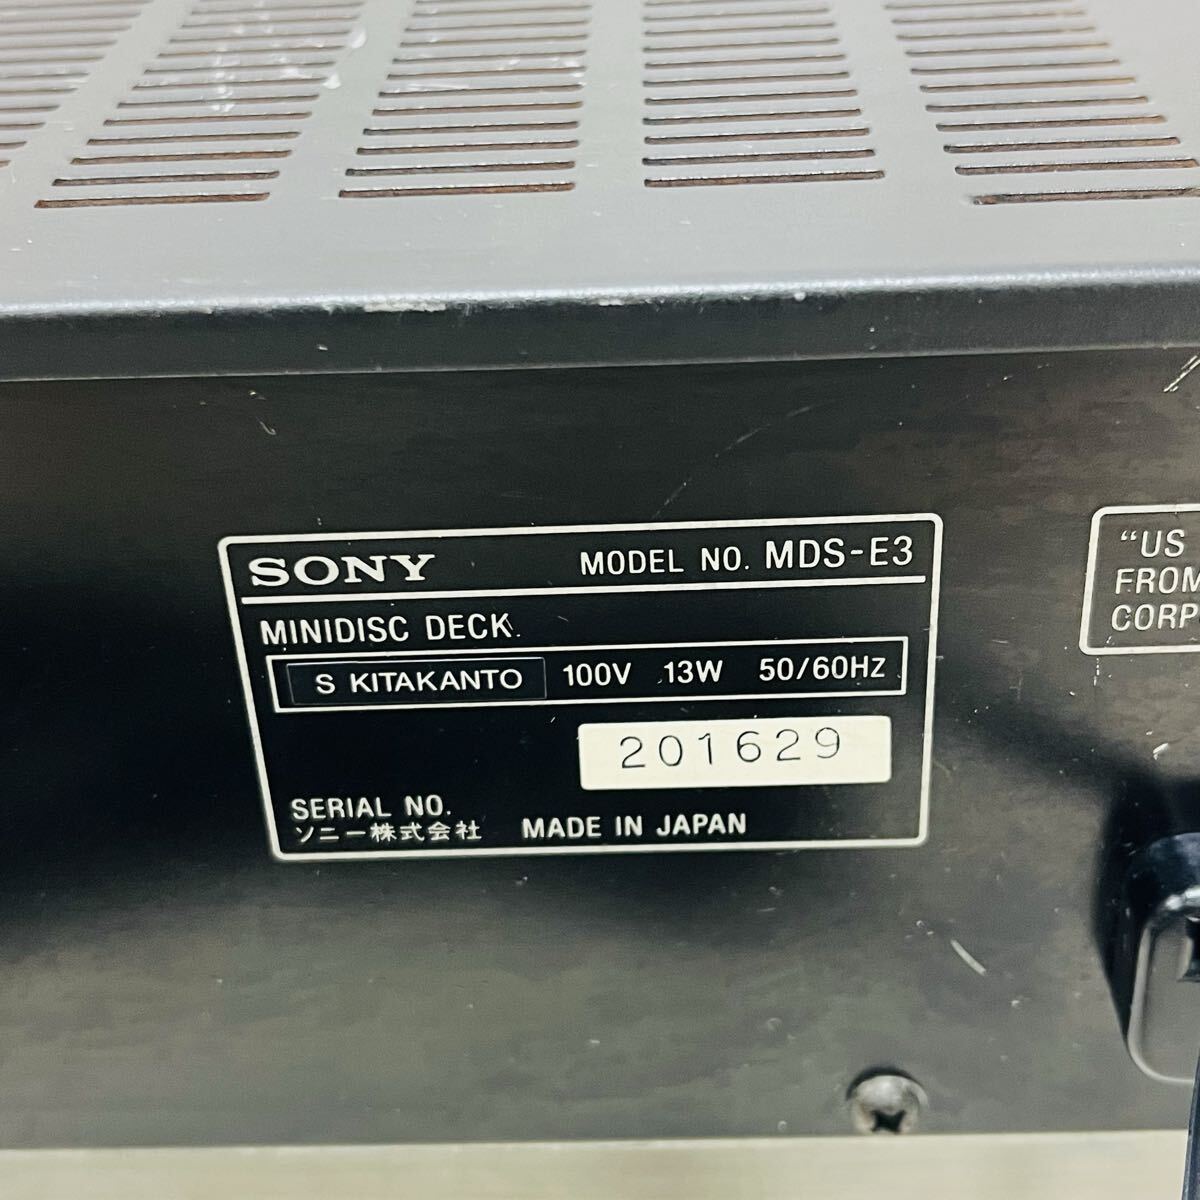 SONY MODEL NO. MDS-E3
MINIDISC DECK
S KITAKANTO 100V 13W 50/60Hz
201629
SERIAL NO.
ソニー株式会社 MADE IN JAPAN
"US
FROM
CORP